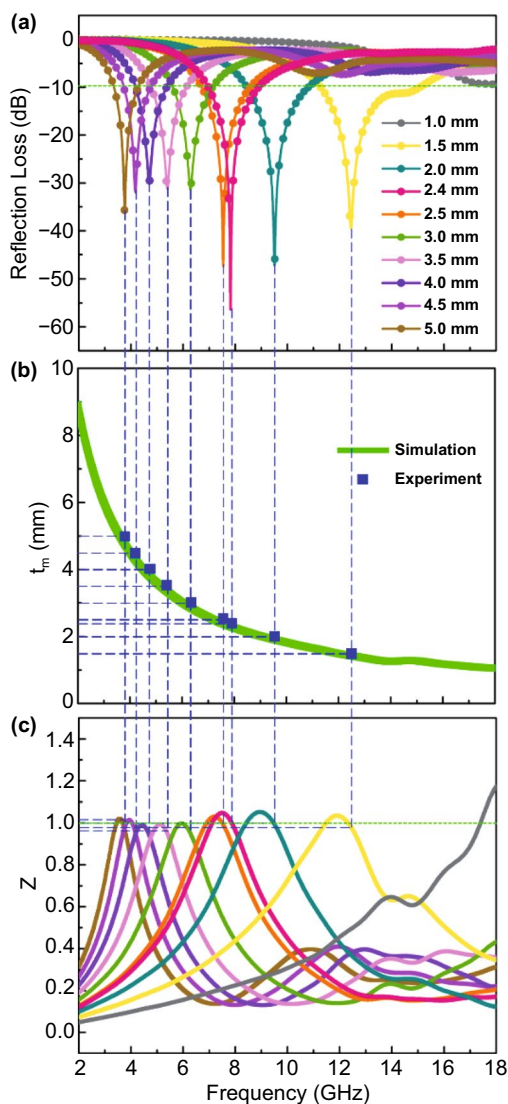 (a)
0
−10
−20
−30
−40
−50
−60
Reflection Loss (dB)
1.0 mm
1.5 mm
2.0 mm
2.4 mm
2.5 mm
3.0 mm
3.5 mm
4.0 mm
4.5 mm
5.0 mm
(b)
10
8
6
4
2
0
tm (mm)
Simulation
Experiment
(c)
1.4
1.2
1.0
0.8
0.6
0.4
0.2
0.0
Z
2 4 6 8 10 12 14 16 18
Frequency (GHz)